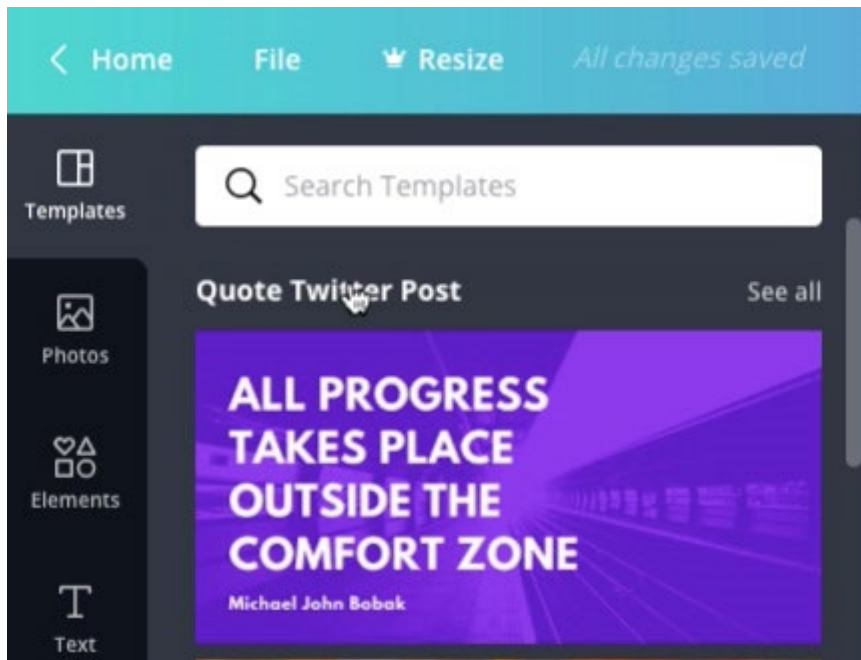 Home File Resize All changes saved
Templates
Search Templates
Quote Twitter Post See all
Photos
ALL PROGRESS
TAKES PLACE
OUTSIDE THE
COMFORT ZONE
Michael John Bobak
Elements
Text